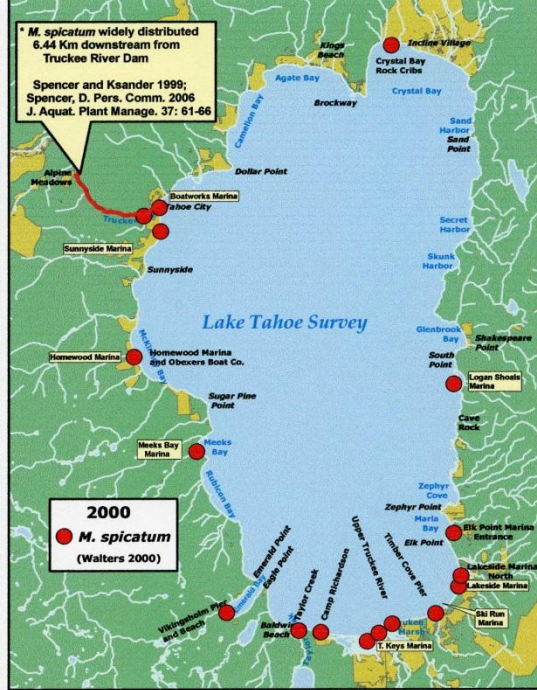 * M. spicatum widely distributed
6.44 Km downstream from
Truckee River Dam
Spencer and Ksander 1999;
Spencer, D. Pers. Comm. 2006
J. Aquat. Plant Manage. 37: 61-66
Kings
Beach
Incline Village
Crystal Bay
Rock Cribs
Agate Bay
Brockway
Crystal Bay
Carnelian Bay
Sand
Harbor
Sand
Point
Dollar Point
Alpine
Meadows
Boatworks Marina
Tahoe City
Truckee
Sunnyside Marina
Secret
Harbor
Skunk
Harbor
Sunnyside
Lake Tahoe Survey
Glenbrook
Bay
Shakespeare
Point
South
Point
Homewood Marina
Homewood Marina
and Obexers Boat Co.
Logan Shoals
Marina
Sugar Pine
Point
Cave
Rock
Meeks Bay
Marina
Meeks
Bay
Rubicon Bay
Zephyr
Cove
Zephyr Point
Marla
Bay
Elk Point Marina
Entrance
Elk Point
2000
M. spicatum
(Walters 2000)
Emerald Point
Eagle Point
Emerald Bay
Vikingsholm Pier
and Beach
Baldwin
Beach
Taylor Creek
Camp Richardson
Upper Truckee River
Timber Cove Pier
Lakeside Marina
North
Lakeside Marina
Ski Run
Marina
Marsh
T. Keys Marina